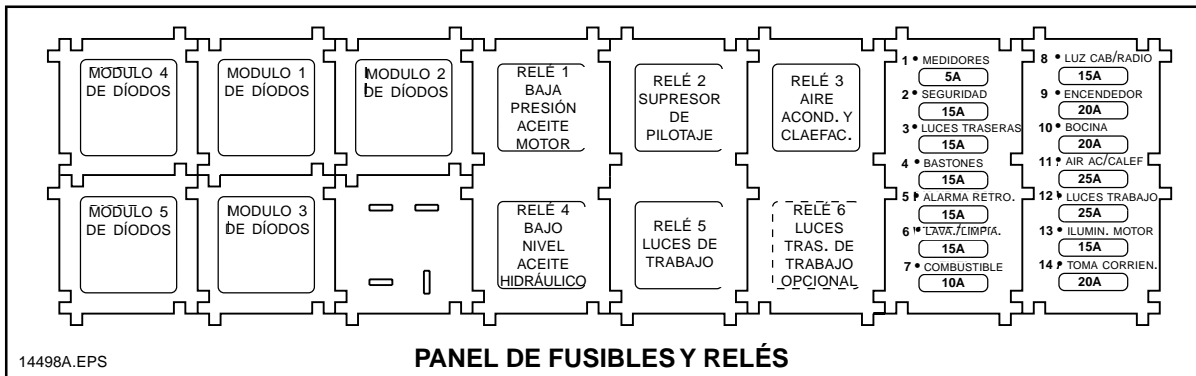 MODULO 4
DE DÍODOS
MODULO 1
DE DÍODOS
MODULO 2
DE DÍODOS
RELÉ 1
BAJA
PRESIÓN
ACEITE
MOTOR
RELÉ 2
SUPRESOR
DE
PILOTAJE
RELÉ 3
AIRE
ACOND. Y
CLAEFAC.
MODULO 5
DE DÍODOS
MODULO 3
DE DÍODOS
RELÉ 4
BAJO
NIVEL
ACEITE
HIDRÁULICO
RELÉ 5
LUCES DE
TRABAJO
RELÉ 6
LUCES
TRAS. DE
TRABAJO
OPCIONAL
1 • MEDIDORES
5A
2 • SEGURIDAD
15A
3 • LUCES TRASERAS
15A
4 • BASTONES
15A
5 • ALARMA RETRO.
15A
6 • LAVA./LIMPIA.
15A
7 • COMBUSTIBLE
10A
8 • LUZ CAB/RADIO
15A
9 • ENCENDEDOR
20A
10 • BOCINA
20A
11 • AIR AC/CALEF
25A
12 • LUCES TRABAJO
25A
13 • ILUMIN. MOTOR
15A
14 • TOMA CORRIEN.
20A
14498A.EPS
PANEL DE FUSIBLES Y RELÉS